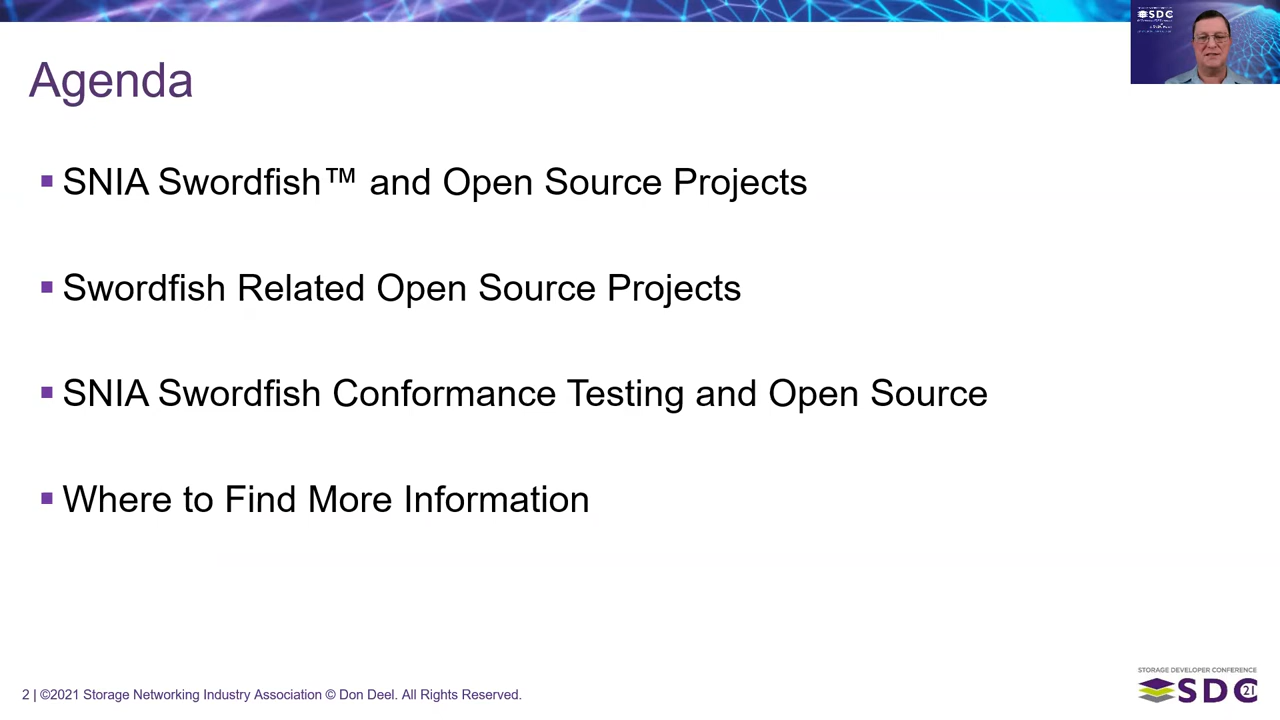 SDC
Agenda
▪ SNIA Swordfish™ and Open Source Projects
▪ Swordfish Related Open Source Projects
▪ SNIA Swordfish Conformance Testing and Open Source
▪ Where to Find More Information
2 | ©2021 Storage Networking Industry Association © Don Deel. All Rights Reserved.
STORAGE DEVELOPER CONFERENCE
SDC 21